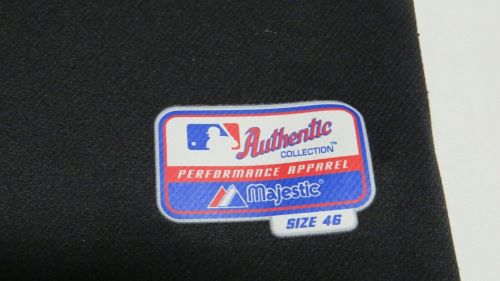 Authentic
COLLECTION™
PERFORMANCE APPAREL
Majestic®
SIZE 46